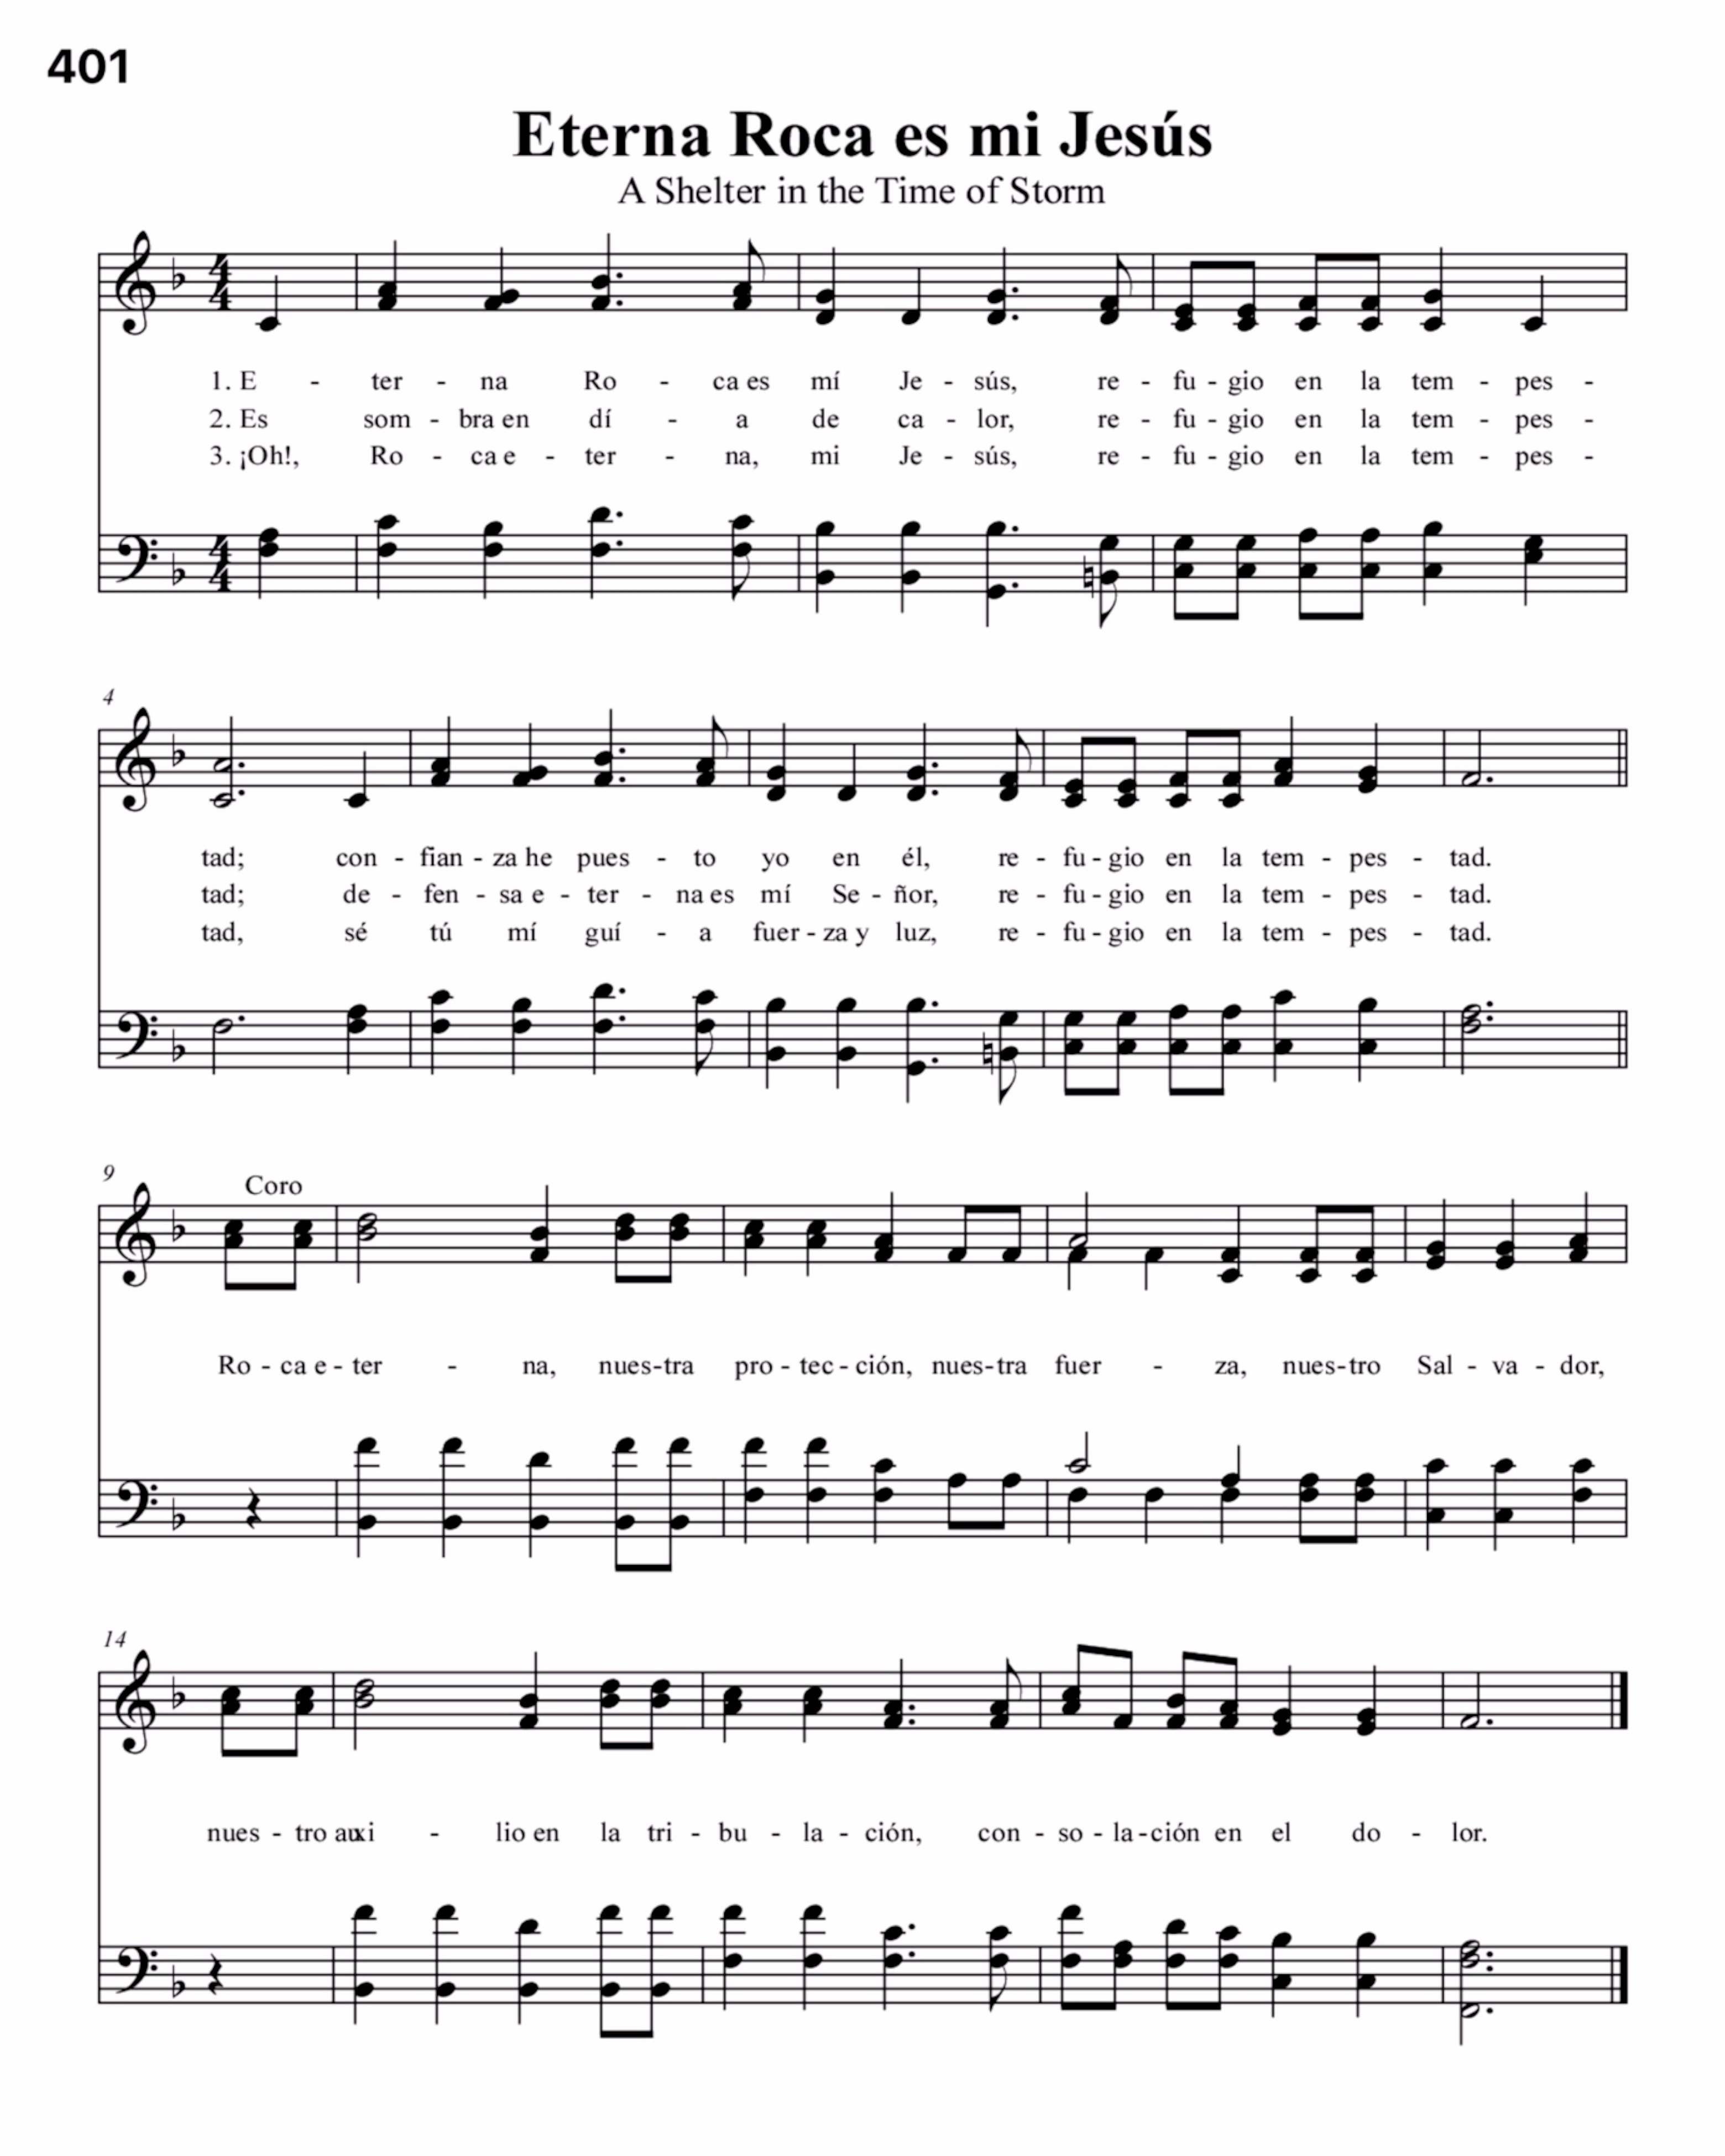 401
Eterna Roca es mi Jesús
A Shelter in the Time of Storm
1. E - ter - na Ro - ca es mí Je - sús, re - fu - gio en la tem - pes -
2. Es som - bra en dí - a de ca - lor, re - fu - gio en la tem - pes -
3. ¡Oh!, Ro - ca e - ter - na, mi Je - sús, re - fu - gio en la tem - pes -
4
tad; con - fian - za he pues - to yo en él, re - fu - gio en la tem - pes - tad.
tad; de - fen - sa e - ter - na es mí Se - ñor, re - fu - gio en la tem - pes - tad.
tad, sé tú mí guí - a fuer - za y luz, re - fu - gio en la tem - pes - tad.
9
Coro
Ro - ca e - ter - na, nues - tra pro - tec - ción, nues - tra fuer - za, nues - tro Sal - va - dor,
14
nues - tro auxi - lio en la tri - bu - la - ción, con - so - la - ción en el do - lor.